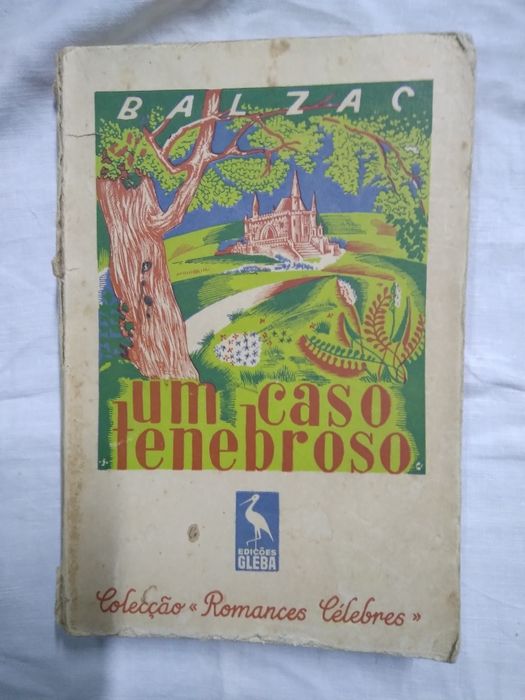 BALZAC
um caso
tenebroso
EDIÇÕES
GLEBA
Colecção « Romances Célebres »